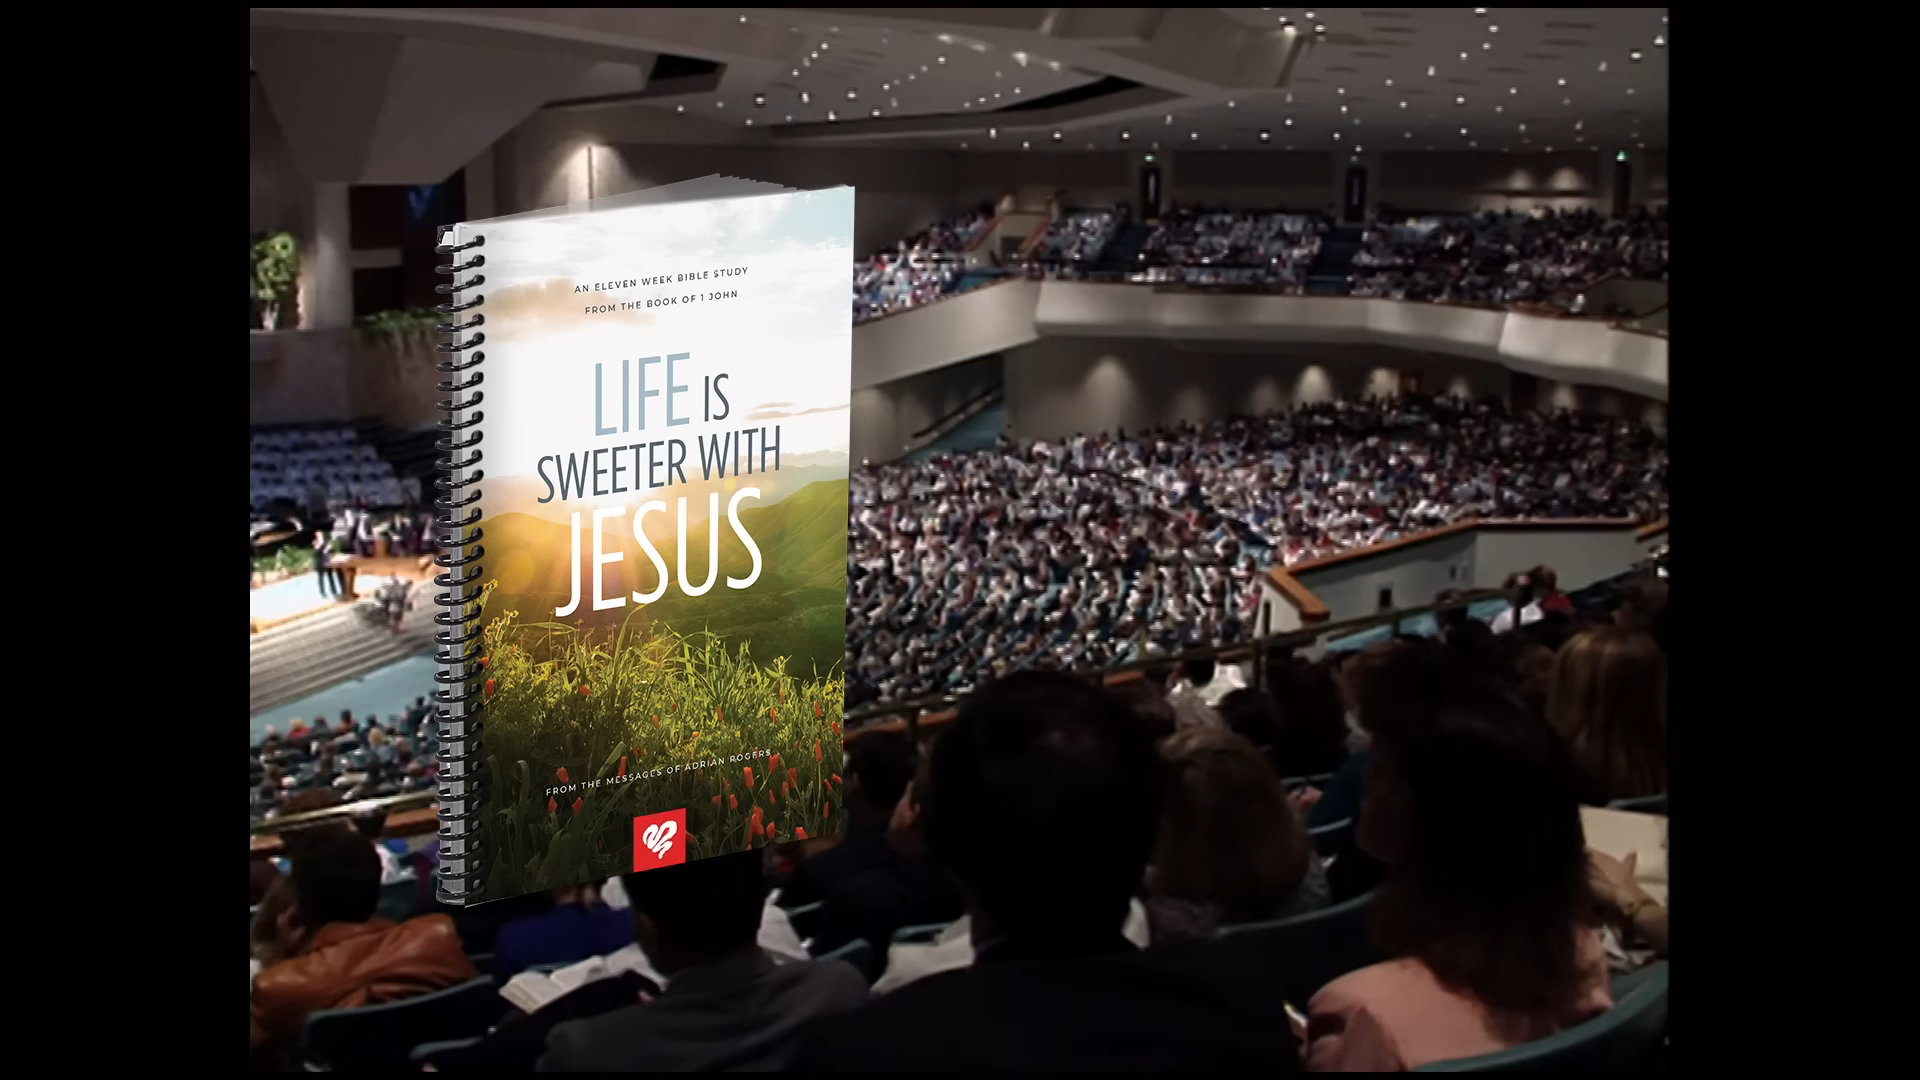 AN ELEVEN WEEK BIBLE STUDY
FROM THE BOOK OF 1 JOHN
LIFE IS
SWEETER WITH
JESUS
FROM THE MESSAGES OF ADRIAN ROGERS